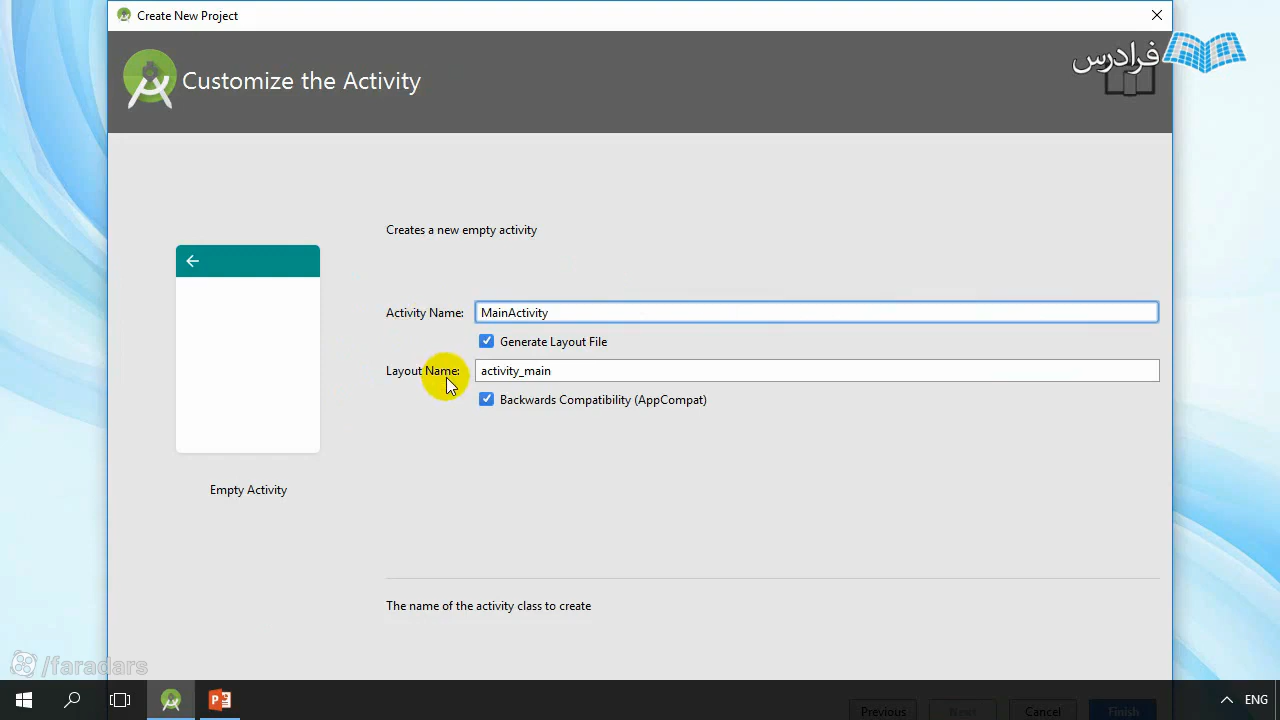 Create New Project
فرادرس
Customize the Activity
Creates a new empty activity
Activity Name: MainActivity
Generate Layout File
Layout Name: activity_main
Backwards Compatibility (AppCompat)
Empty Activity
The name of the activity class to create
/faradars
Previous Next Cancel Finish
ENG